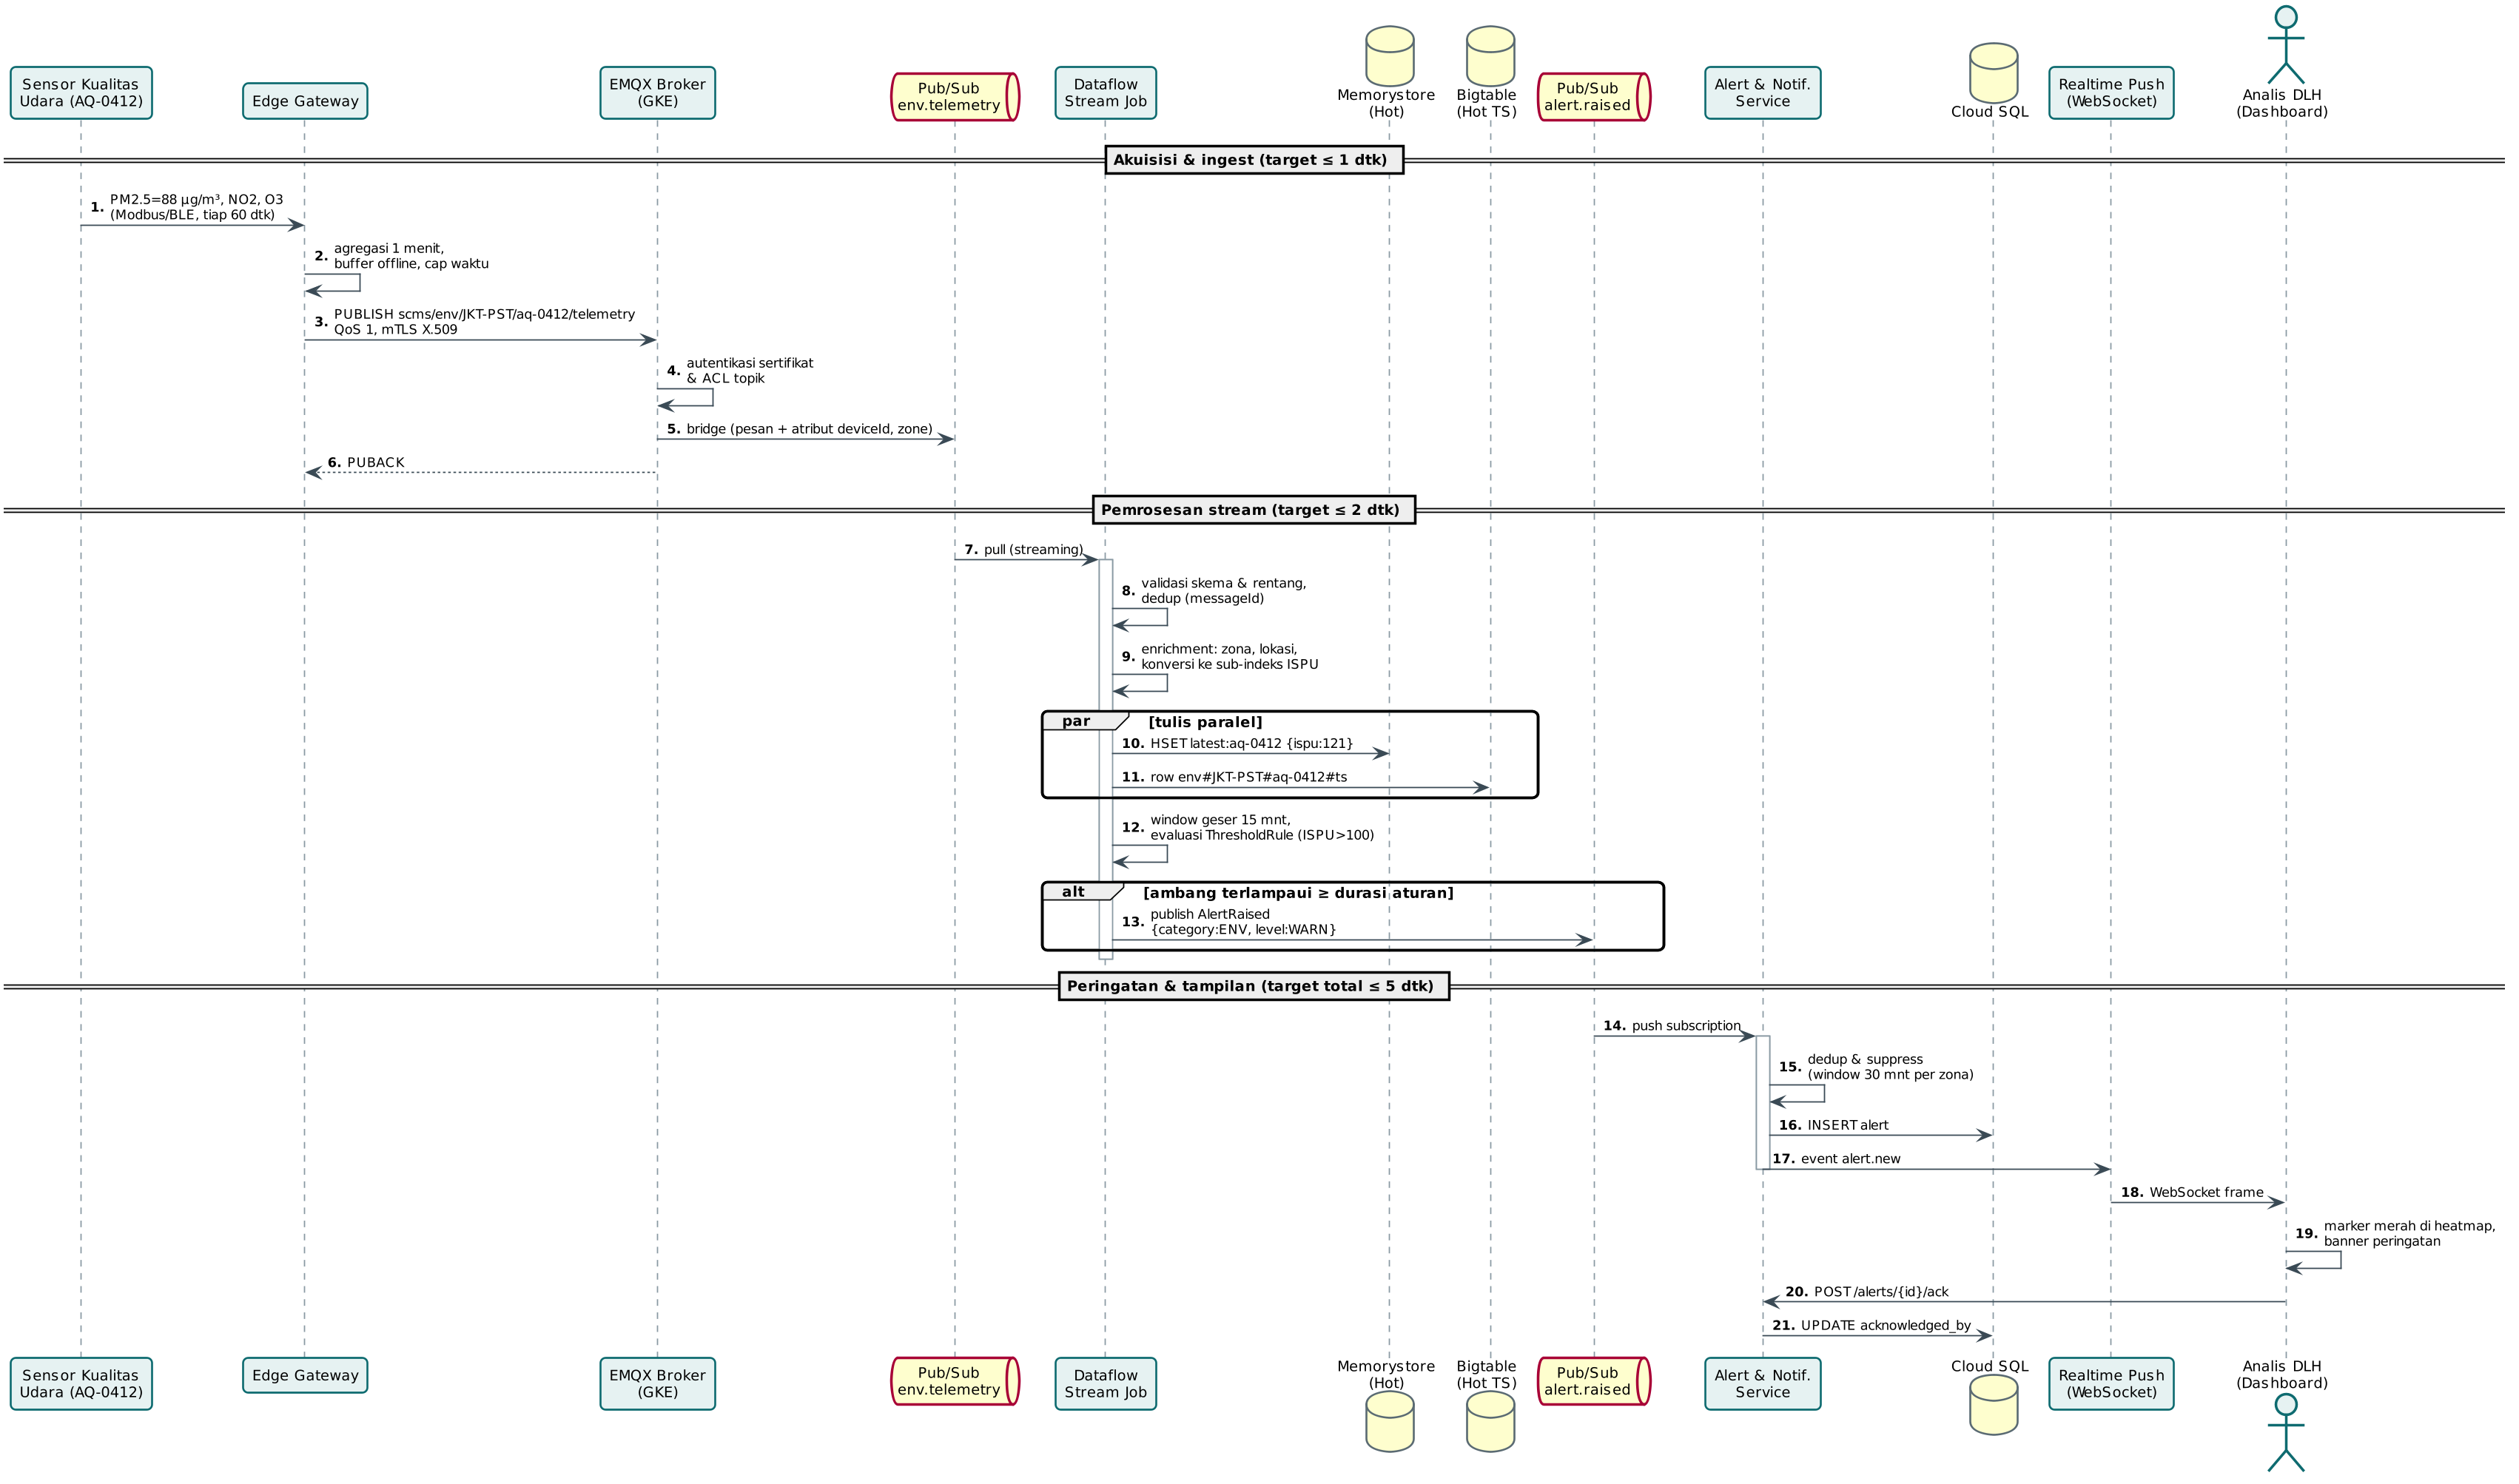 Sensor Kualitas
Udara (AQ-0412)
Edge Gateway
EMQX Broker
(GKE)
Pub/Sub
env.telemetry
Dataflow
Stream Job
Memorystore
(Hot)
Bigtable
(Hot TS)
Pub/Sub
alert.raised
Alert & Notif.
Service
Cloud SQL
Realtime Push
(WebSocket)
Analis DLH
(Dashboard)
Akuisisi & ingest (target ≤ 1 dtk)
1. PM2.5=88 µg/m³, NO2, O3
(Modbus/BLE, tiap 60 dtk)
2. agregasi 1 menit,
buffer offline, cap waktu
3. PUBLISH scms/env/JKT-PST/aq-0412/telemetry
QoS 1, mTLS X.509
4. autentikasi sertifikat
& ACL topik
5. bridge (pesan + atribut deviceId, zone)
6. PUBACK
Pemrosesan stream (target ≤ 2 dtk)
7. pull (streaming)
8. validasi skema & rentang,
dedup (messageId)
9. enrichment: zona, lokasi,
konversi ke sub-indeks ISPU
par [tulis paralel]
10. HSET latest:aq-0412 {ispu:121}
11. row env#JKT-PST#aq-0412#ts
12. window geser 15 mnt,
evaluasi ThresholdRule (ISPU>100)
alt [ambang terlampaui ≥ durasi aturan]
13. publish AlertRaised
{category:ENV, level:WARN}
Peringatan & tampilan (target total ≤ 5 dtk)
14. push subscription
15. dedup & suppress
(window 30 mnt per zona)
16. INSERT alert
17. event alert.new
18. WebSocket frame
19. marker merah di heatmap,
banner peringatan
20. POST /alerts/{id}/ack
21. UPDATE acknowledged_by
Sensor Kualitas
Udara (AQ-0412)
Edge Gateway
EMQX Broker
(GKE)
Pub/Sub
env.telemetry
Dataflow
Stream Job
Memorystore
(Hot)
Bigtable
(Hot TS)
Pub/Sub
alert.raised
Alert & Notif.
Service
Cloud SQL
Realtime Push
(WebSocket)
Analis DLH
(Dashboard)